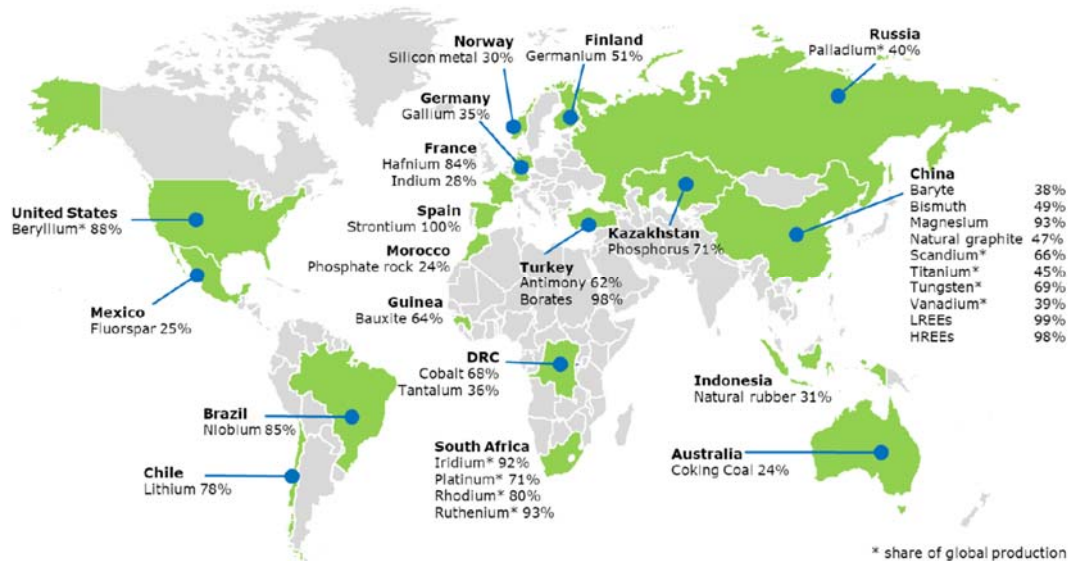 Norway
Silicon metal 30%
Finland
Germanium 51%
Russia
Palladium* 40%
Germany
Gallium 35%
France
Hafnium 84%
Indium 28%
China
Baryte 38%
Bismuth 49%
Magnesium 93%
Natural graphite 47%
Scandium* 66%
Titanium* 45%
Tungsten* 69%
Vanadium* 39%
LREEs 99%
HREEs 98%
United States
Beryllium* 88%
Spain
Strontium 100%
Kazakhstan
Phosphorus 71%
Morocco
Phosphate rock 24%
Turkey
Antimony 62%
Borates 98%
Mexico
Fluorspar 25%
Guinea
Bauxite 64%
DRC
Cobalt 68%
Tantalum 36%
Indonesia
Natural rubber 31%
Brazil
Niobium 85%
South Africa
Iridium* 92%
Platinum* 71%
Rhodium* 80%
Ruthenium* 93%
Australia
Coking Coal 24%
Chile
Lithium 78%
* share of global production